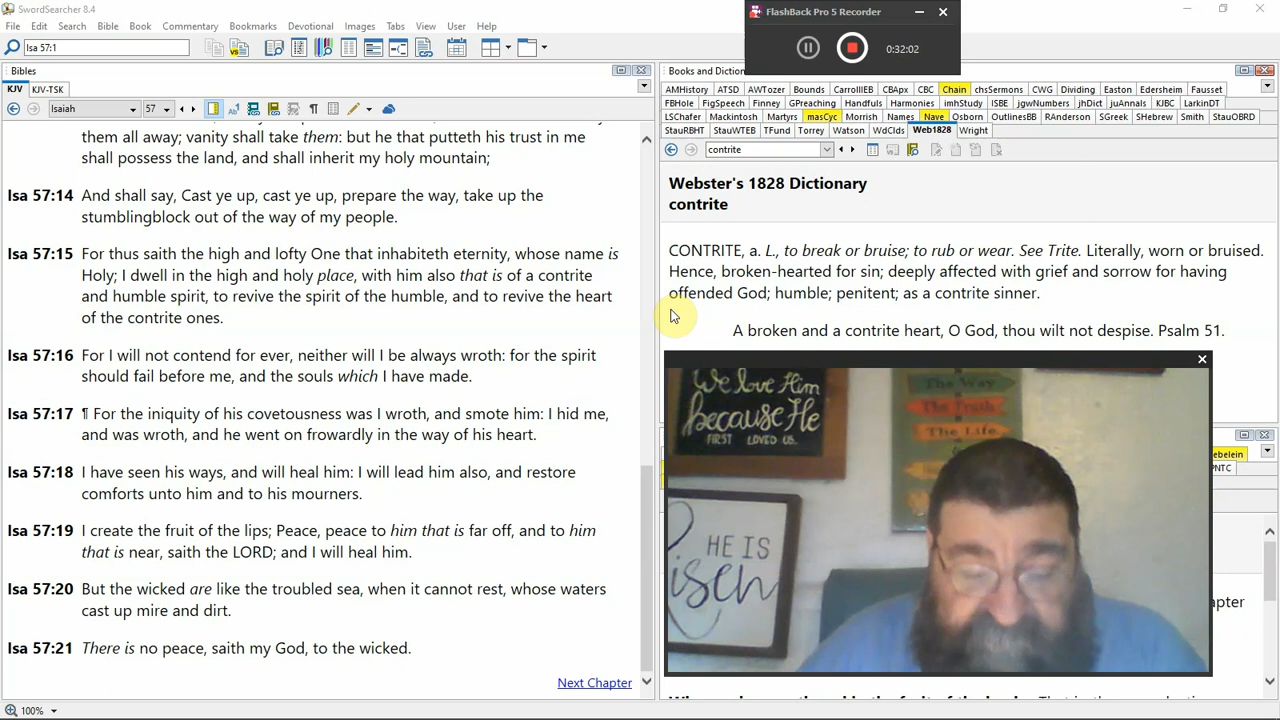 SwordSearcher 8.4
File Edit Search Bible Book Commentary Bookmarks Devotional Images Tabs View User Help
Isa 57:1
VS
Bibles
KJV KJV-TSK
Isaiah 57
them all away; vanity shall take them: but he that putteth his trust in me
shall possess the land, and shall inherit my holy mountain;
Isa 57:14 And shall say, Cast ye up, cast ye up, prepare the way, take up the
stumblingblock out of the way of my people.
Isa 57:15 For thus saith the high and lofty One that inhabiteth eternity, whose name is
Holy; I dwell in the high and holy place, with him also that is of a contrite
and humble spirit, to revive the spirit of the humble, and to revive the heart
of the contrite ones.
Isa 57:16 For I will not contend for ever, neither will I be always wroth: for the spirit
should fail before me, and the souls which I have made.
Isa 57:17 ¶ For the iniquity of his covetousness was I wroth, and smote him: I hid me,
and was wroth, and he went on frowardly in the way of his heart.
Isa 57:18 I have seen his ways, and will heal him: I will lead him also, and restore
comforts unto him and to his mourners.
Isa 57:19 I create the fruit of the lips; Peace, peace to him that is far off, and to him
that is near, saith the LORD; and I will heal him.
Isa 57:20 But the wicked are like the troubled sea, when it cannot rest, whose waters
cast up mire and dirt.
Isa 57:21 There is no peace, saith my God, to the wicked.
Next Chapter
100%
FlashBack Pro 5 Recorder
0:32:02
Books and Diction
AMHistory ATSD AWTozer Bounds CarrollEB CBApx CBC Chain chsSermons CWG Dividing Easton Edersheim Fausset
FBHole FigSpeech Finney GPreaching Handfuls Harmonies imhStudy ISBE jgwNumbers jhDict juAnnals KJBC LarkinDT
LSChafer Mackintosh Martyrs masCyc Morrish Names Nave Osborn OutlinesBB RAnderson SGreek SHebrew Smith StauOBRD
StauRBHT StauWTEB TFund Torrey Watson WdClds Web1828 Wright
contrite
Webster's 1828 Dictionary
contrite
CONTRITE, a. L., to break or bruise; to rub or wear. See Trite. Literally, worn or bruised.
Hence, broken-hearted for sin; deeply affected with grief and sorrow for having
offended God; humble; penitent; as a contrite sinner.
A broken and a contrite heart, O God, thou wilt not despise. Psalm 51.
We love Him
because He
FIRST LOVED US.
The Way
The Truth
The Life
HE IS
risen
ebelein
PNTC
apter